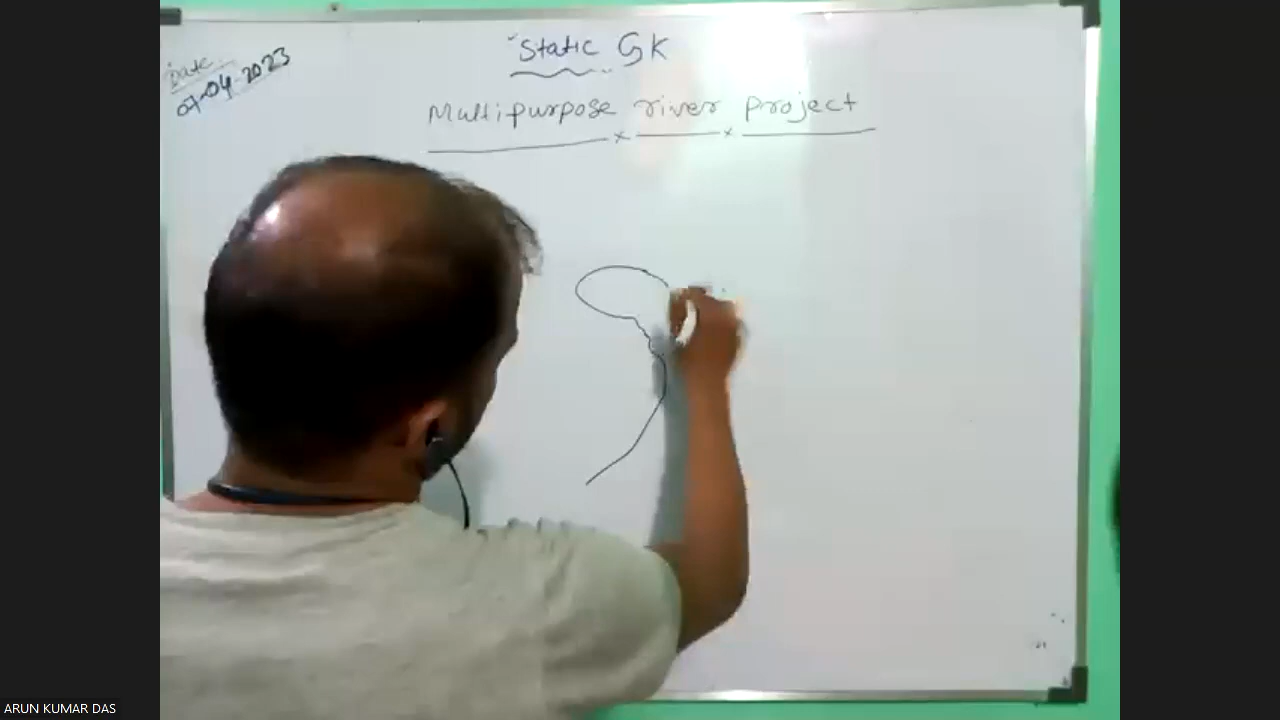 Static GK
Date
07-04-2023
Multipurpose river project
ARUN KUMAR DAS